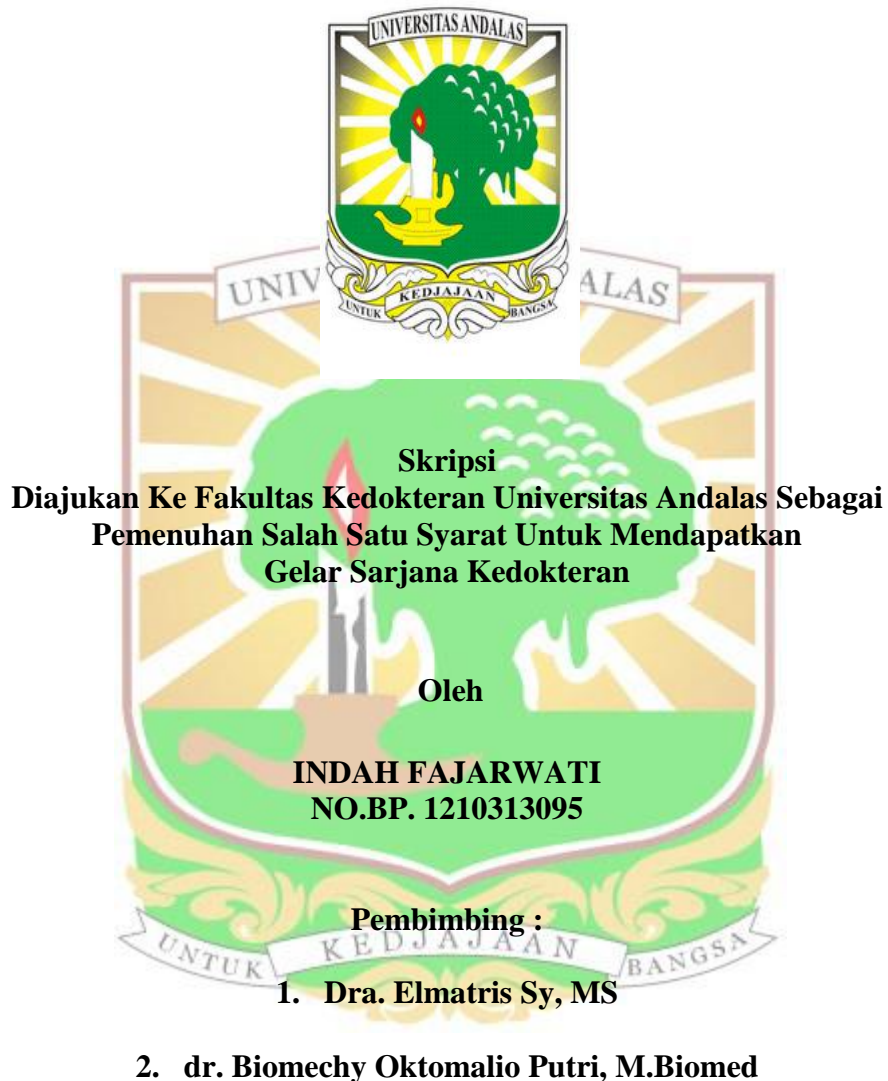 UNIVERSITAS ANDALAS
UNTUK KEDJAJAAN BANGSA
UNIV ALAS
Skripsi
Diajukan Ke Fakultas Kedokteran Universitas Andalas Sebagai
Pemenuhan Salah Satu Syarat Untuk Mendapatkan
Gelar Sarjana Kedokteran
Oleh
INDAH FAJARWATI
NO.BP. 1210313095
Pembimbing :
UNTUK KEDJAJAAN BANGSA
1. Dra. Elmatris Sy, MS
2. dr. Biomechy Oktomalio Putri, M.Biomed